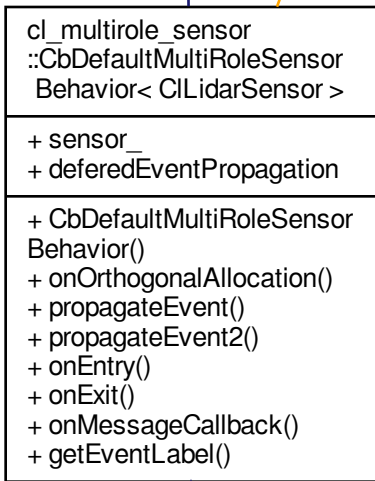 cl_multirole_sensor
::CbDefaultMultiRoleSensor
Behavior< ClLidarSensor >
+ sensor_
+ deferedEventPropagation
+ CbDefaultMultiRoleSensor
Behavior()
+ onOrthogonalAllocation()
+ propagateEvent()
+ propagateEvent2()
+ onEntry()
+ onExit()
+ onMessageCallback()
+ getEventLabel()